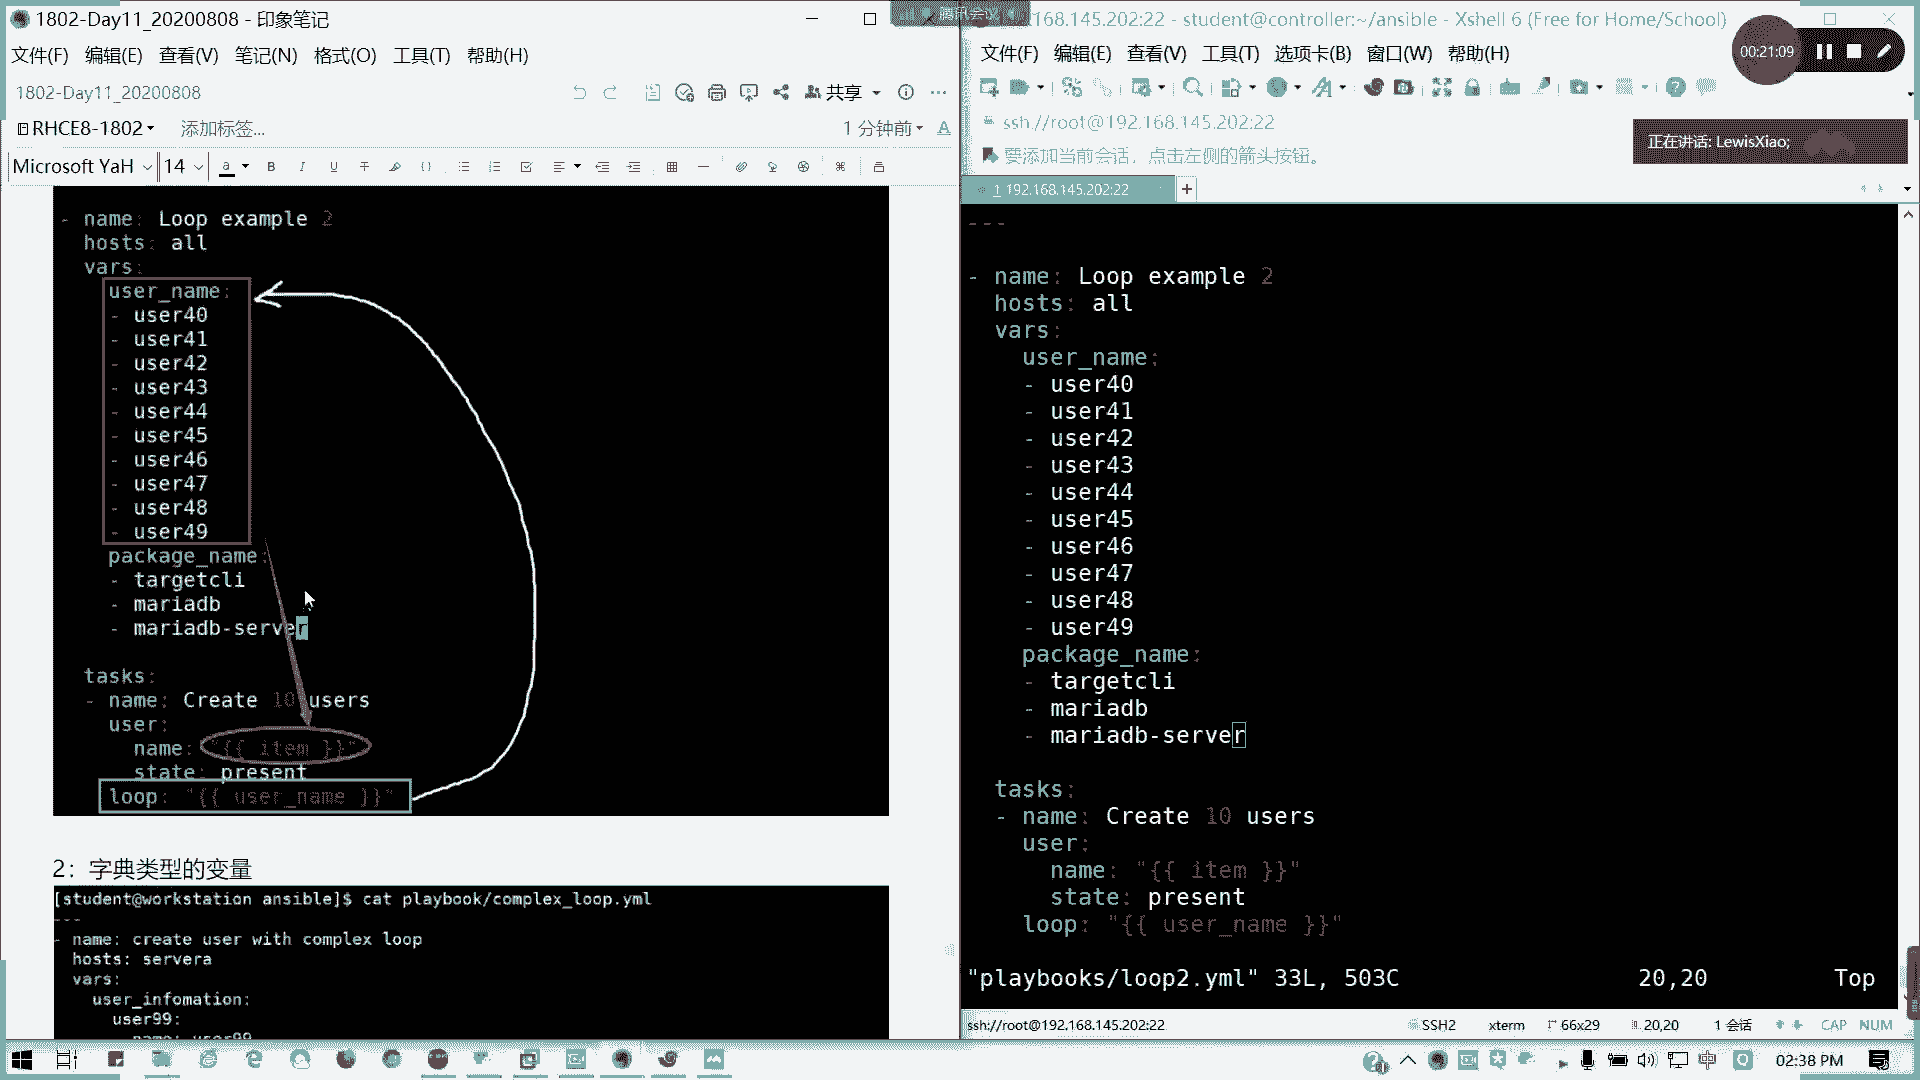 1802-Day11_20200808 - 印象笔记
文件(F) 编辑(E) 查看(V) 笔记(N) 格式(O) 工具(T) 帮助(H)
1802-Day11_20200808
共享
RHCE8-1802
添加标签...
1 分钟前
Microsoft YaH
14
- name: Loop example 2
hosts: all
vars:
user_name:
- user40
- user41
- user42
- user43
- user44
- user45
- user46
- user47
- user48
- user49
package_name:
- targetcli
- mariadb
- mariadb-server
tasks:
- name: Create 10 users
user:
name: "{{ item }}"
state: present
loop: "{{ user_name }}"
2：字典类型的变量
[student@workstation ansible]$ cat playbook/complex_loop.yml
---
- name: create user with complex loop
hosts: servera
vars:
user_infomation:
user99:
name: user99
腾讯会议
168.145.202:22 - student@controller:~/ansible - Xshell 6 (Free for Home/School)
文件(F) 编辑(E) 查看(V) 工具(T) 选项卡(B) 窗口(W) 帮助(H)
00:21:09
ssh://root@192.168.145.202:22
要添加当前会话，点击左侧的箭头按钮。
正在讲话: LewisXiao;
1 192.168.145.202:22
---
- name: Loop example 2
hosts: all
vars:
user_name:
- user40
- user41
- user42
- user43
- user44
- user45
- user46
- user47
- user48
- user49
package_name:
- targetcli
- mariadb
- mariadb-server
tasks:
- name: Create 10 users
user:
name: "{{ item }}"
state: present
loop: "{{ user_name }}"
"playbooks/loop2.yml" 33L, 503C 20,20 Top
ssh://root@192.168.145.202:22 SSH2 xterm 66x29 20,20 1 会话 CAP NUM
中
02:38 PM